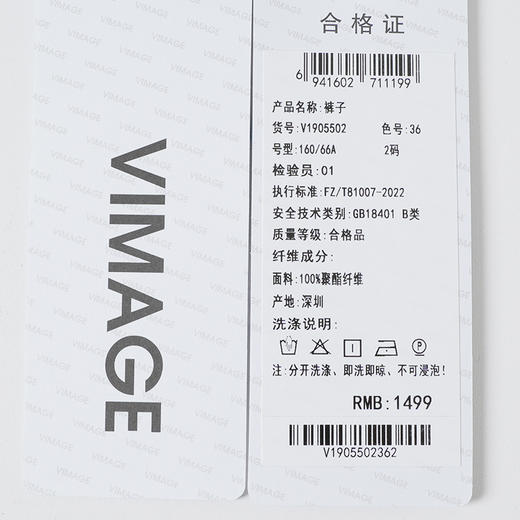 VIMAGE
合格证
6 941602 711199
产品名称:裤子
货号:V1905502 色号:36
号型:160/66A 2码
检验员:01
执行标准:FZ/T81007-2022
安全技术类别:GB18401 B类
质量等级:合格品
纤维成分:
面料:100%聚酯纤维
产地:深圳
洗涤说明:
P
注:分开洗涤、即洗即晾、不可浸泡!
RMB:1499
V1905502362